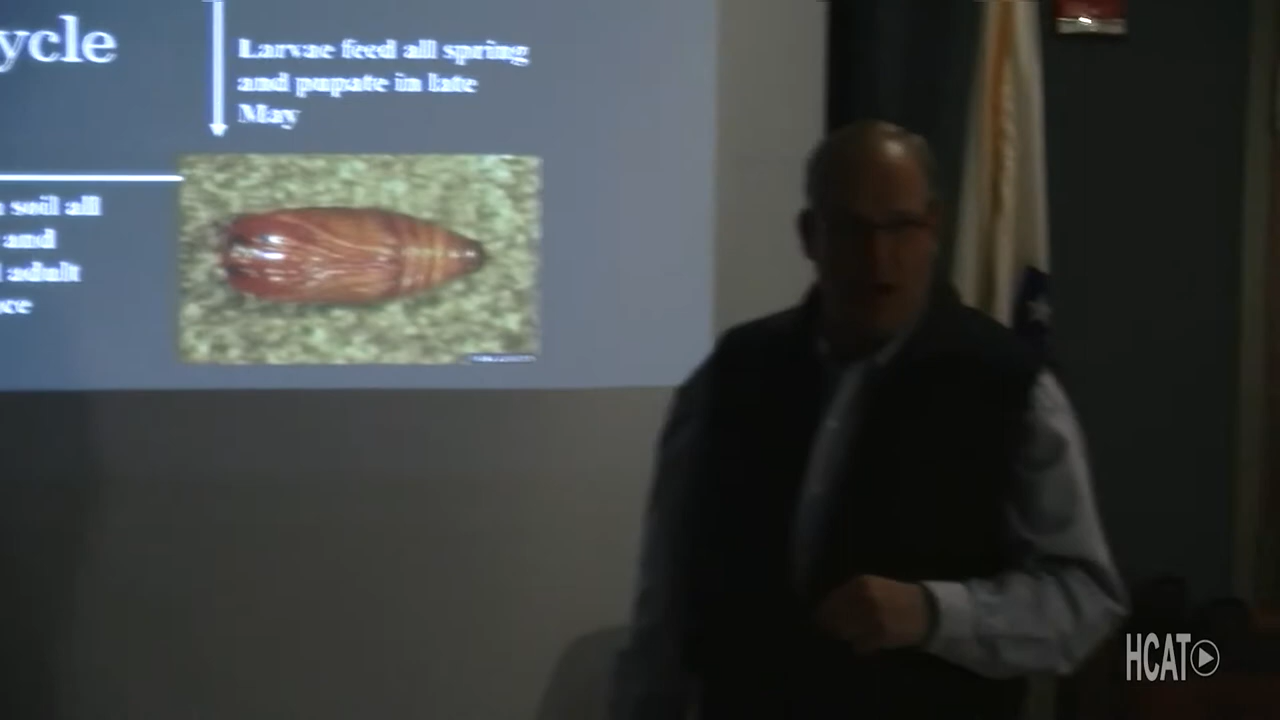 ycle
Larvae feed all spring
and pupate in late
May
soil all
and
adult
HCAT